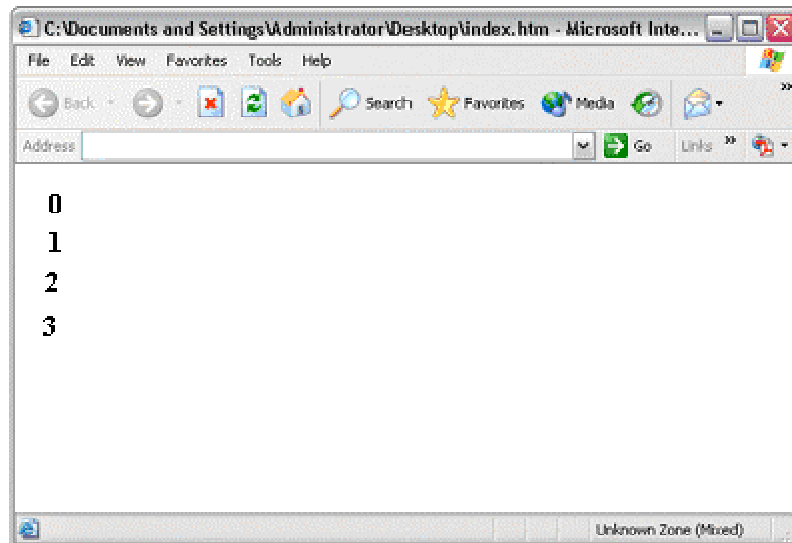 C:\Documents and Settings\Administrator\Desktop\index.htm - Microsoft Inte...
File Edit View Favorites Tools Help
Back Search Favorites Media »
Address Go Links »
0
1
2
3
Unknown Zone (Mixed)